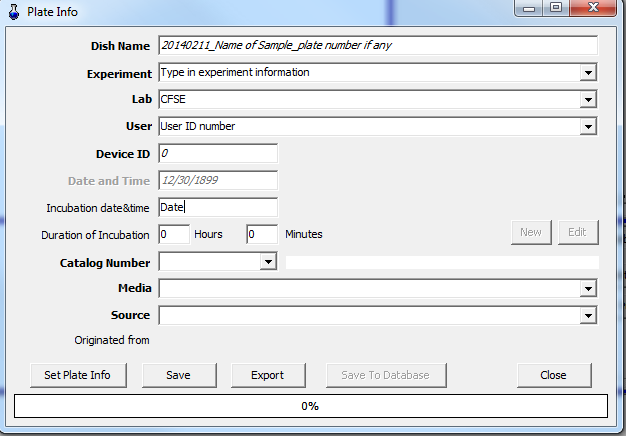 Plate Info
Dish Name 20140211_Name of Sample_plate number if any
Experiment Type in experiment information
Lab CFSE
User User ID number
Device ID 0
Date and Time 12/30/1899
Incubation date&time Date
Duration of Incubation 0 Hours 0 Minutes New Edit
Catalog Number
Media
Source
Originated from
Set Plate Info Save Export Save To Database Close
0%